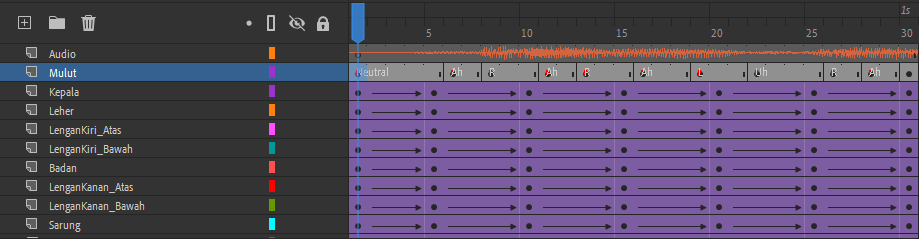 1s
5 10 15 20 25 30
Audio
Mulut Neutral Ah R Ah R Ah L Uh R Ah
Kepala
Leher
LenganKiri_Atas
LenganKiri_Bawah
Badan
LenganKanan_Atas
LenganKanan_Bawah
Sarung